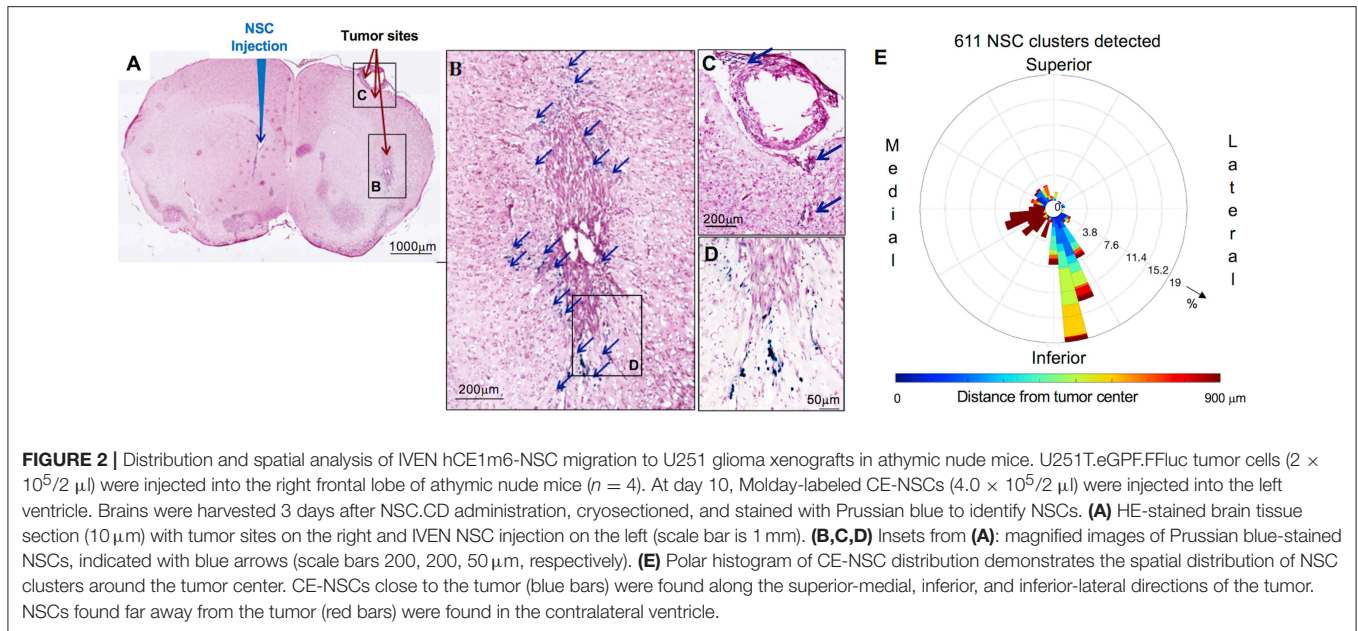 NSC
Injection
Tumor sites
A
C
B
1000µm
B
D
200µm
C
200µm
D
50µm
611 NSC clusters detected
E
Superior
Medial
Lateral
0
3.8
7.6
11.4
15.2
19
%
Inferior
0
Distance from tumor center
900 µm
FIGURE 2 | Distribution and spatial analysis of IVEN hCE1m6-NSC migration to U251 glioma xenografts in athymic nude mice. U251T.eGPF.FFluc tumor cells (2 ×
10⁵/2 µl) were injected into the right frontal lobe of athymic nude mice (n = 4). At day 10, Molday-labeled CE-NSCs (4.0 × 10⁵/2 µl) were injected into the left
ventricle. Brains were harvested 3 days after NSC.CD administration, cryosectioned, and stained with Prussian blue to identify NSCs. (A) HE-stained brain tissue
section (10 µm) with tumor sites on the right and IVEN NSC injection on the left (scale bar is 1 mm). (B,C,D) Insets from (A): magnified images of Prussian blue-stained
NSCs, indicated with blue arrows (scale bars 200, 200, 50 µm, respectively). (E) Polar histogram of CE-NSC distribution demonstrates the spatial distribution of NSC
clusters around the tumor center. CE-NSCs close to the tumor (blue bars) were found along the superior-medial, inferior, and inferior-lateral directions of the tumor.
NSCs found far away from the tumor (red bars) were found in the contralateral ventricle.